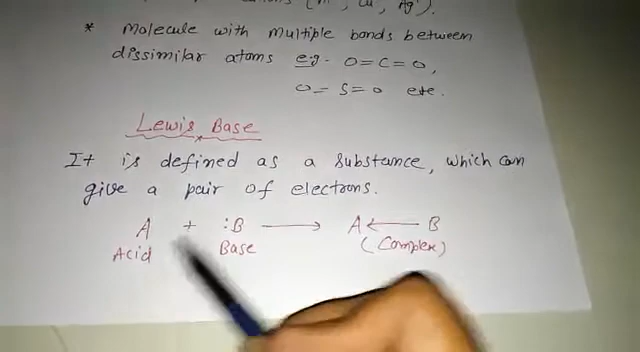 * Molecule with multiple bonds between
dissimilar atoms e.g. O=C=O,
O=S=O etc.
Lewis Base
It is defined as a substance, which can
give a pair of electrons.
A + :B ⟶ A ⟵ B
Acid Base (Complex)